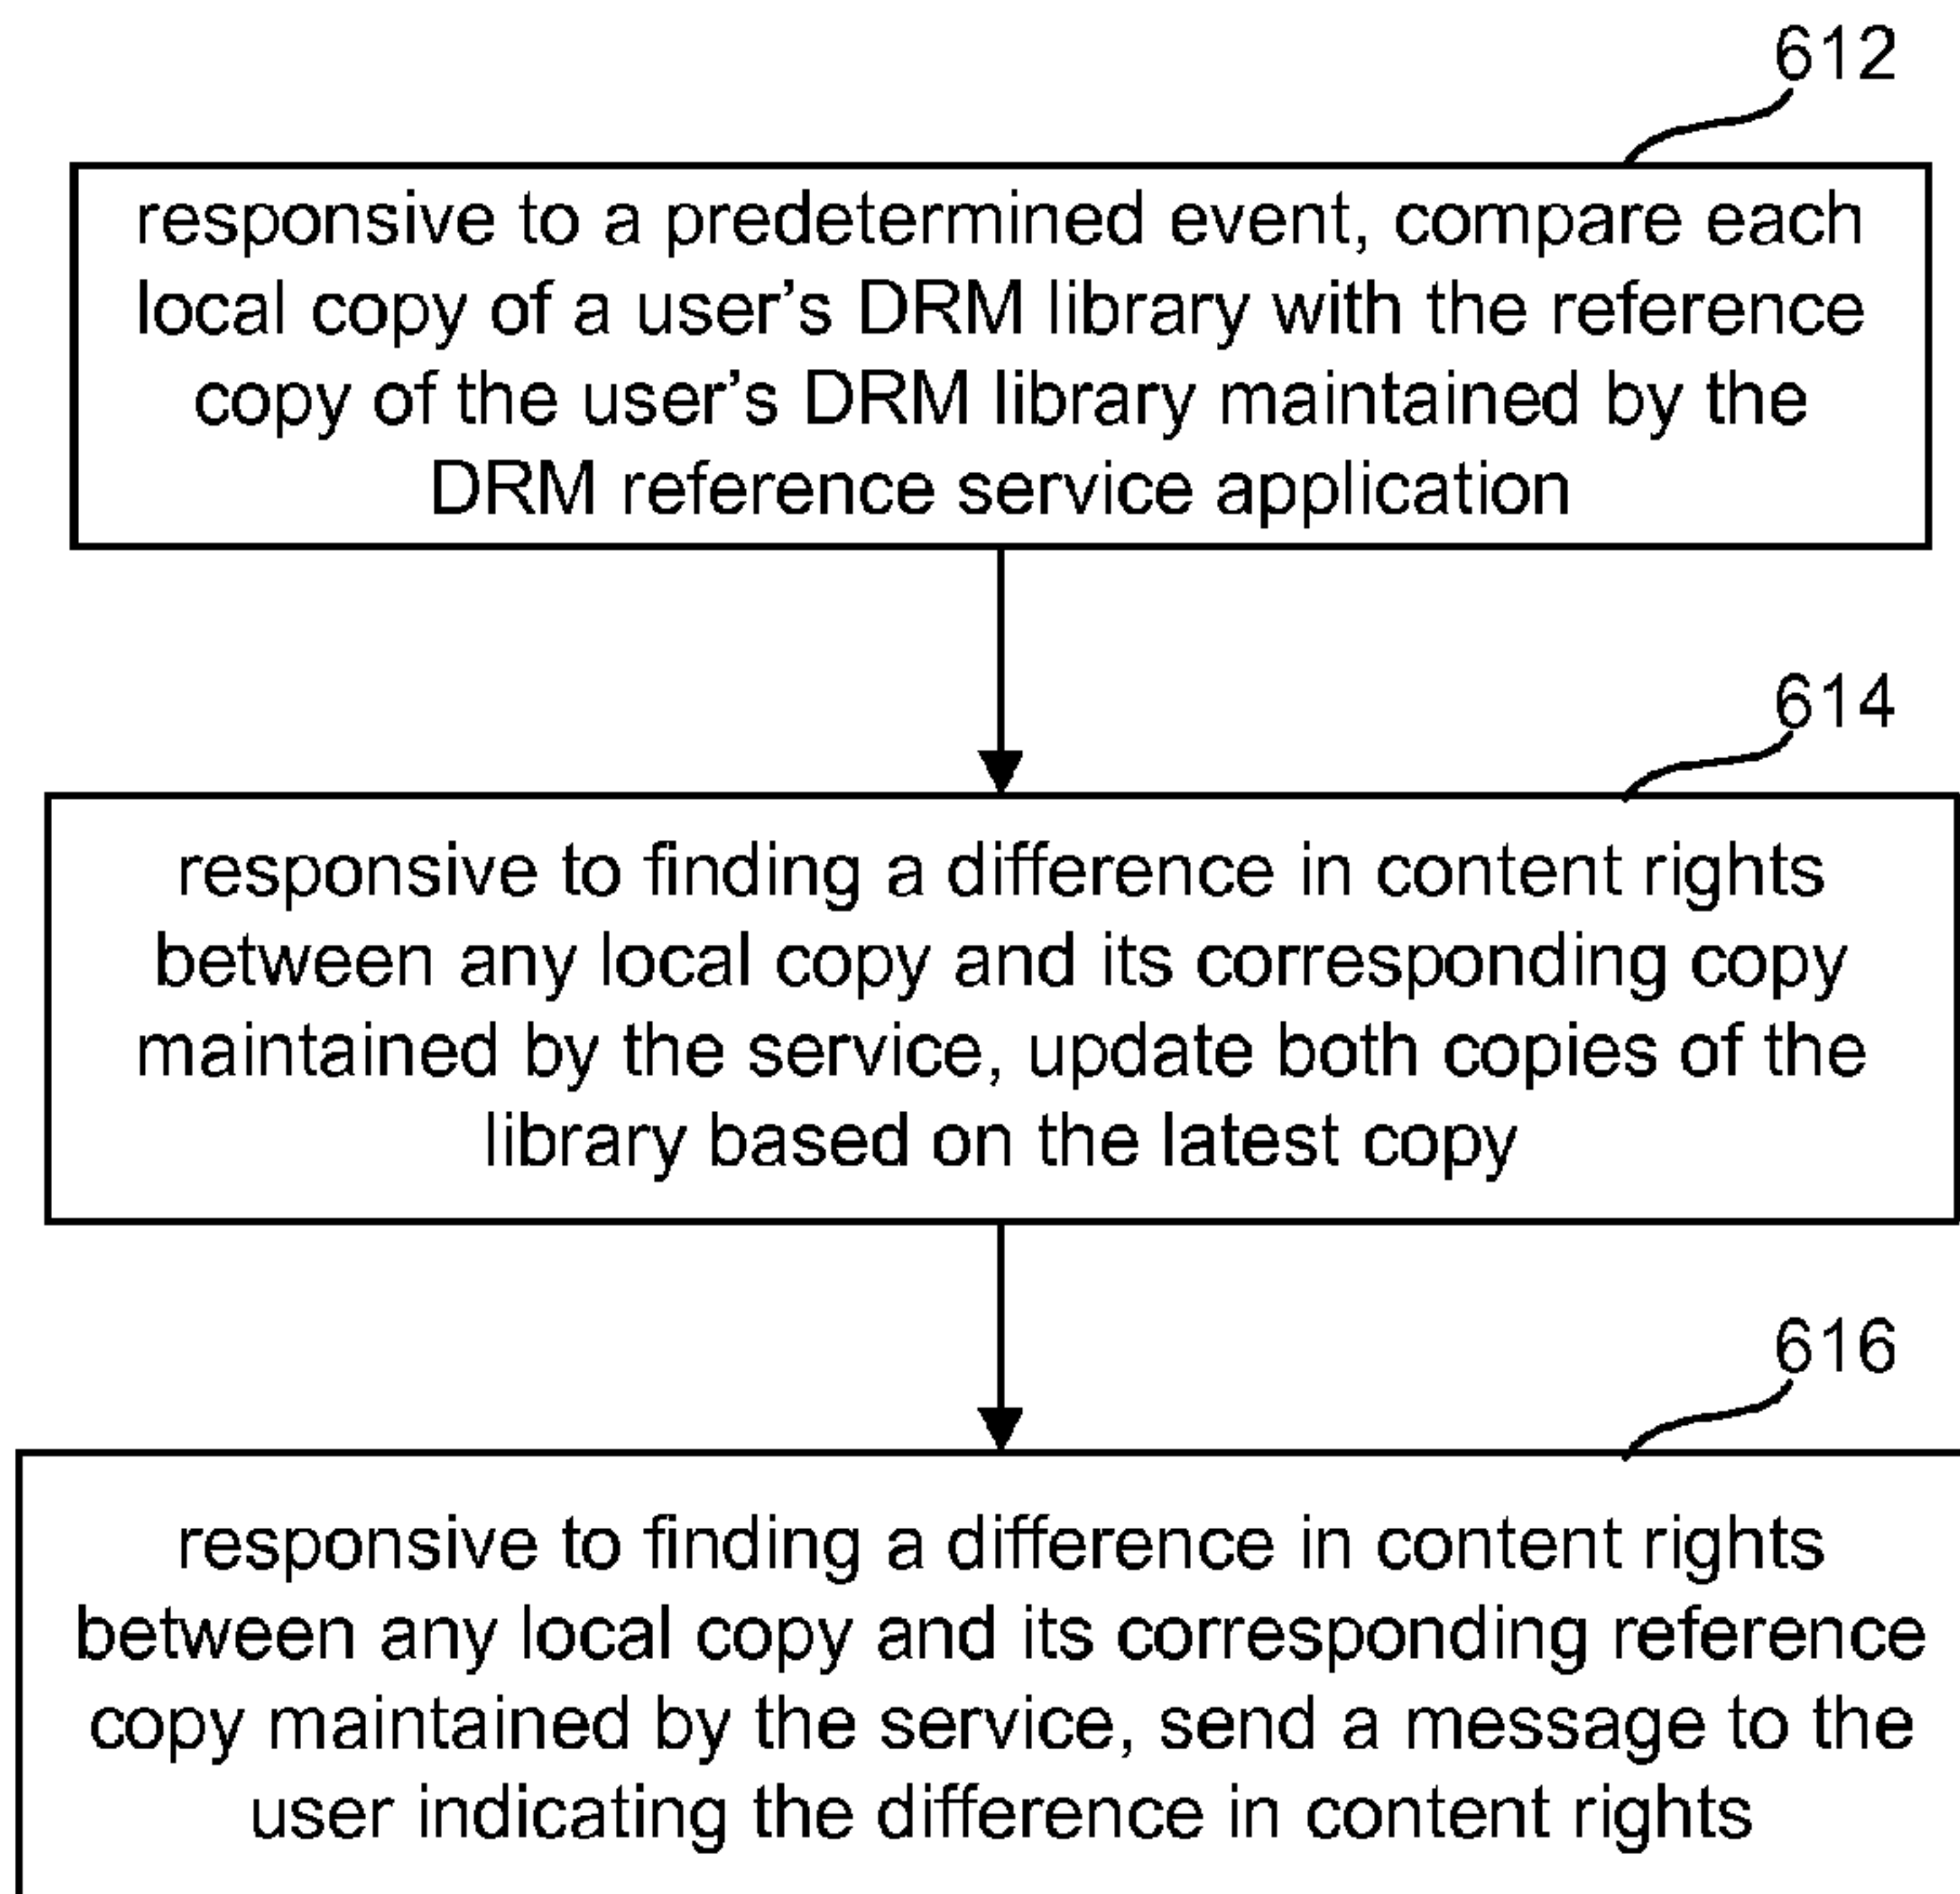 612
responsive to a predetermined event, compare each
local copy of a user's DRM library with the reference
copy of the user's DRM library maintained by the
DRM reference service application
614
responsive to finding a difference in content rights
between any local copy and its corresponding copy
maintained by the service, update both copies of the
library based on the latest copy
616
responsive to finding a difference in content rights
between any local copy and its corresponding reference
copy maintained by the service, send a message to the
user indicating the difference in content rights